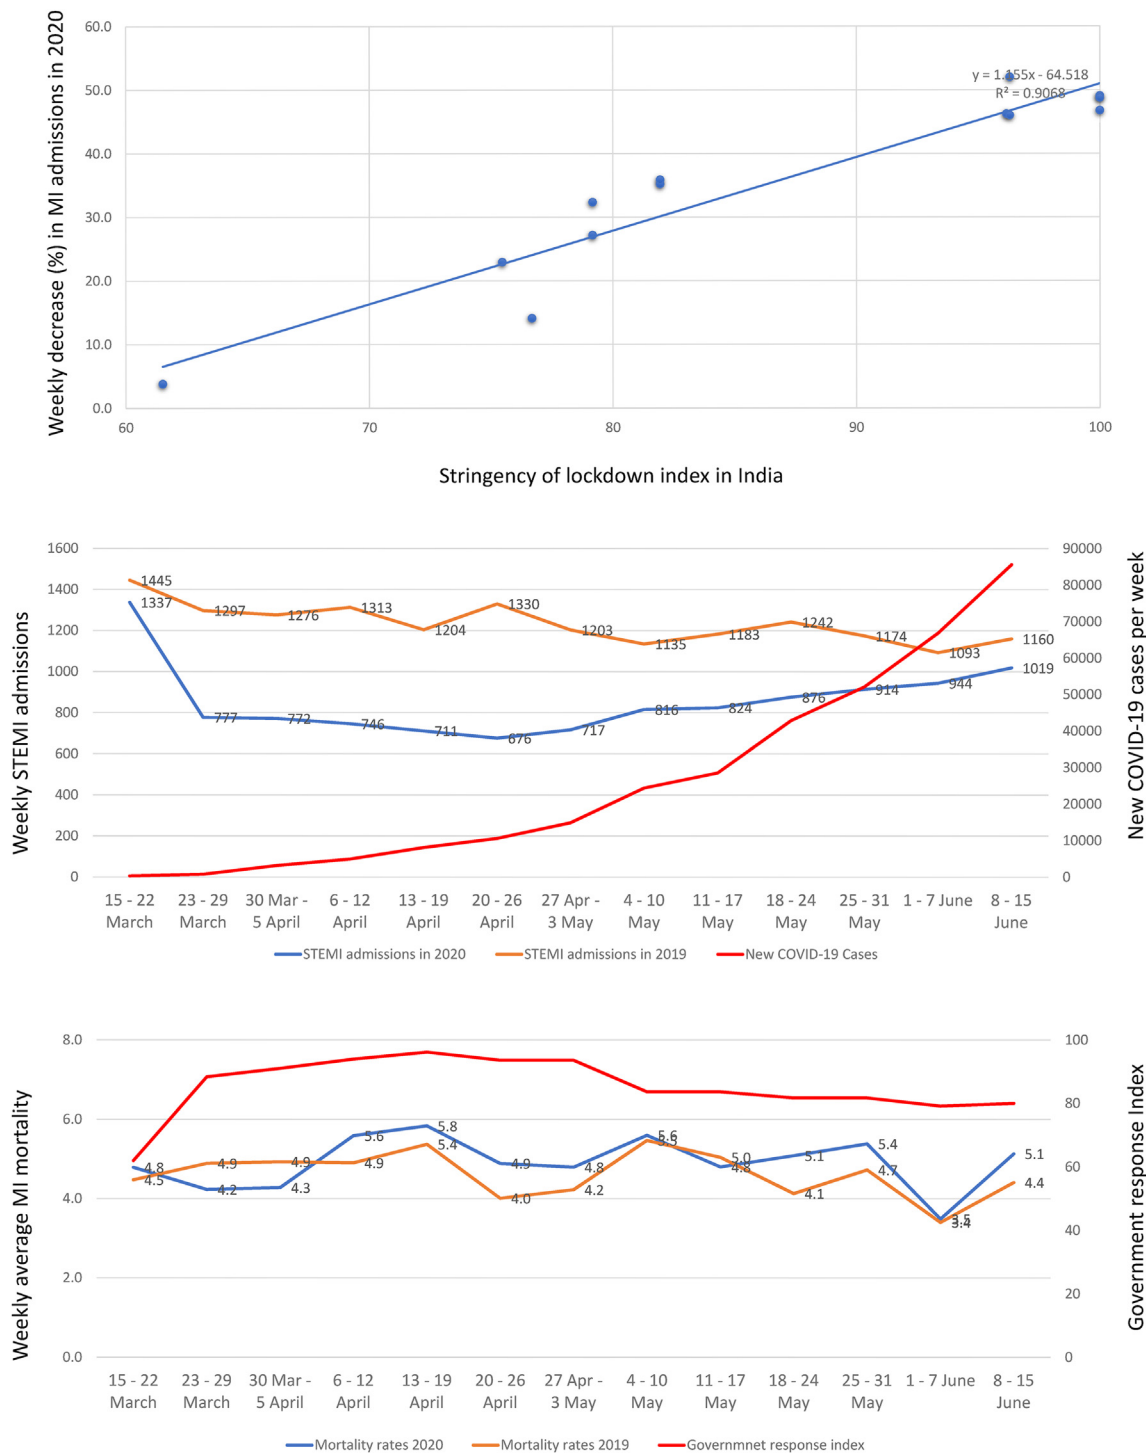 Weekly decrease (%) in MI admissions in 2020
60.0
50.0
40.0
30.0
20.0
10.0
0.0
y = 1.155x - 64.518
R² = 0.9068
60 70 80 90 100
Stringency of lockdown index in India
Weekly STEMI admissions
1600
1400
1200
1000
800
600
400
200
0
1445 1297 1276 1313 1204 1330 1203 1135 1183 1242 1174 1093 1160
1337 777 772 746 711 676 717 816 824 876 914 944 1019
90000
80000
70000
60000
50000
40000
30000
20000
10000
0
New COVID-19 cases per week
15 - 22 23 - 29 30 Mar - 6 - 12 13 - 19 20 - 26 27 Apr - 4 - 10 11 - 17 18 - 24 25 - 31 1 - 7 June 8 - 15
March March 5 April April April April 3 May May May May May June
STEMI admissions in 2020 STEMI admissions in 2019 New COVID-19 Cases
Weekly average MI mortality
8.0
6.0
4.0
2.0
0.0
4.8 4.2 4.3 5.6 5.8 4.9 4.8 5.6 4.8 5.1 5.4 3.5 5.1
4.5 4.9 4.9 4.9 5.4 4.0 4.2 5.5 5.0 4.1 4.7 3.4 4.4
100
80
60
40
20
0
Government response Index
15 - 22 23 - 29 30 Mar - 6 - 12 13 - 19 20 - 26 27 Apr - 4 - 10 11 - 17 18 - 24 25 - 31 1 - 7 June 8 - 15
March March 5 April April April April 3 May May May May May June
Mortality rates 2020 Mortality rates 2019 Governmnet response index